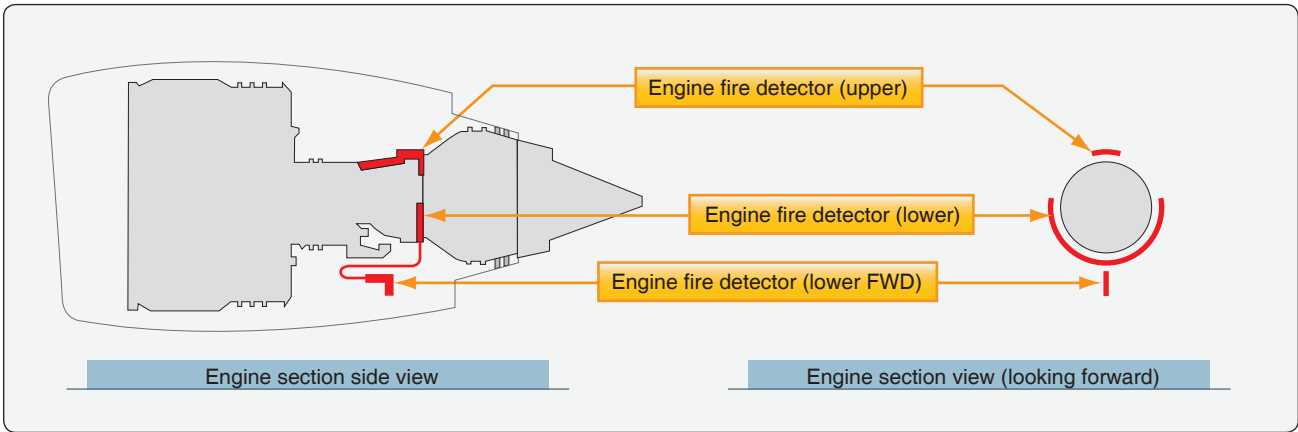 Engine fire detector (upper)
Engine fire detector (lower)
Engine fire detector (lower FWD)
Engine section side view
Engine section view (looking forward)